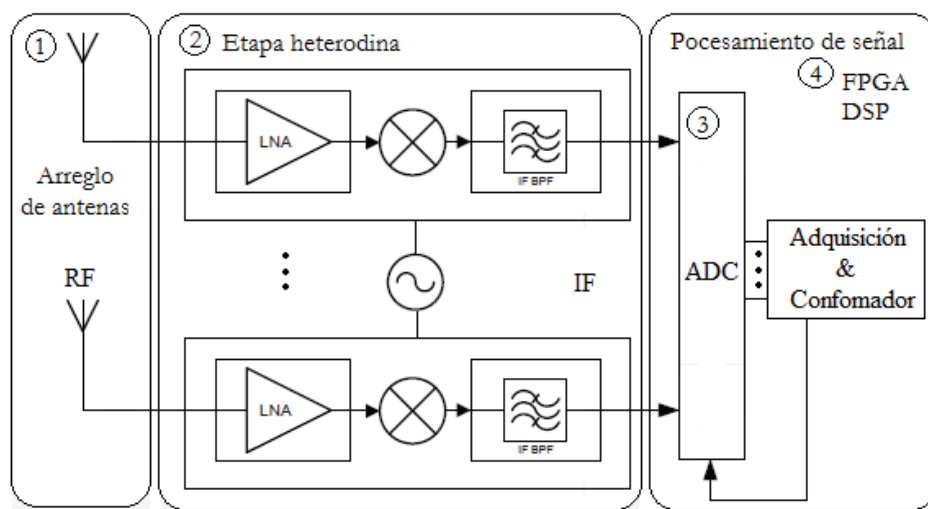 1
Arreglo
de antenas
RF
2 Etapa heterodina
LNA
IF BPF
IF
LNA
IF BPF
Pocesamiento de señal
4 FPGA
DSP
3
ADC
Adquisición
&
Confomador